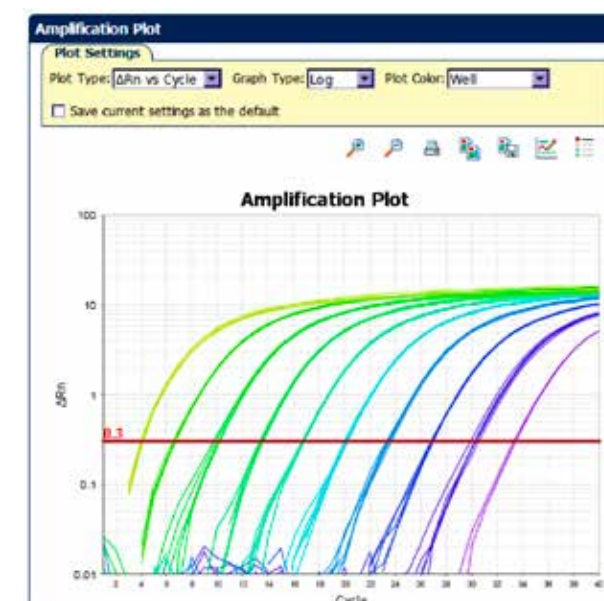 Amplification Plot
Plot Settings
Plot Type: ΔRn vs Cycle Graph Type: Log Plot Color: Well
Save current settings as the default
Amplification Plot
100
10
1
0.1
0.01
ΔRn
0.3
2 4 6 8 10 12 14 16 18 20 22 24 26 28 30 32 34 36 38 40
Cycle